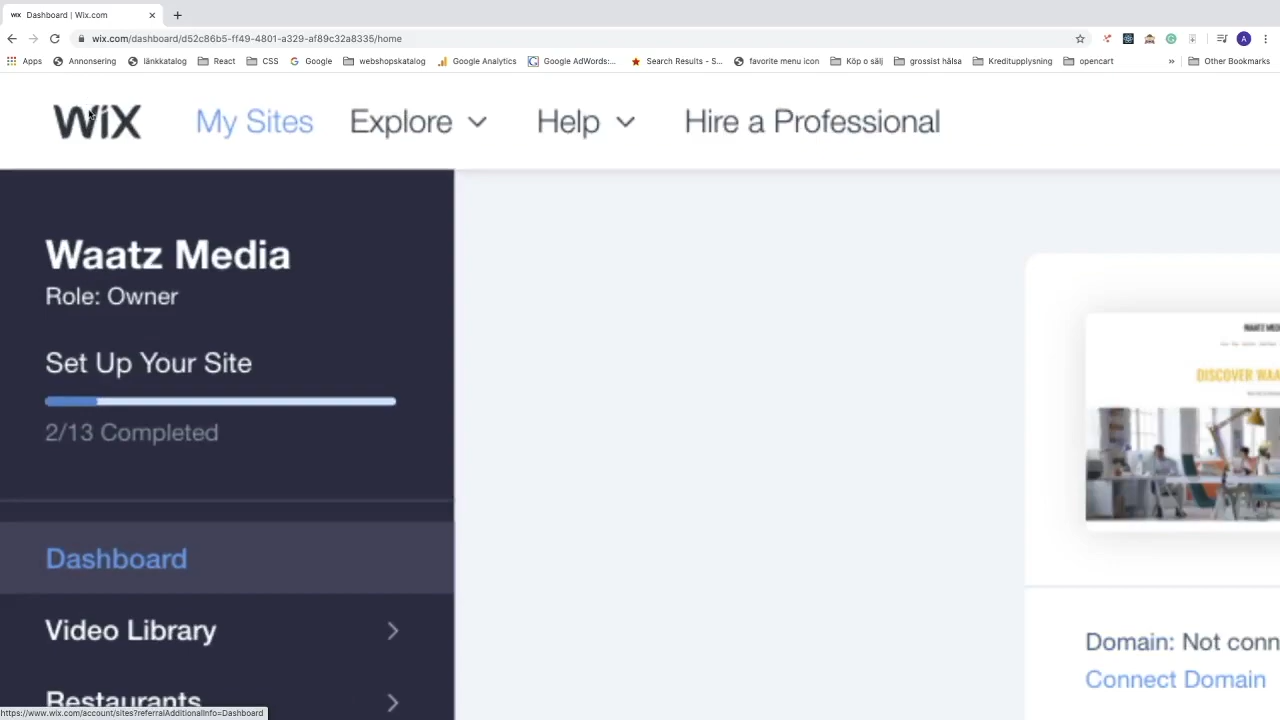 WiX Dashboard | Wix.com
wix.com/dashboard/d52c86b5-ff49-4801-a329-af89c32a8335/home
A
Apps Annonsering länkkatalog React CSS Google webshopskatalog Google Analytics Google AdWords:... Search Results - S... favorite menu icon Köp o sälj grossist hälsa Kreditupplysning opencart » Other Bookmarks
WiX My Sites Explore Help Hire a Professional
Waatz Media
Role: Owner
Set Up Your Site
2/13 Completed
Dashboard
Video Library
Restaurants
DISCOVER WAA
Domain: Not conn
Connect Domain
https://www.wix.com/account/sites?referralAdditionalInfo=Dashboard